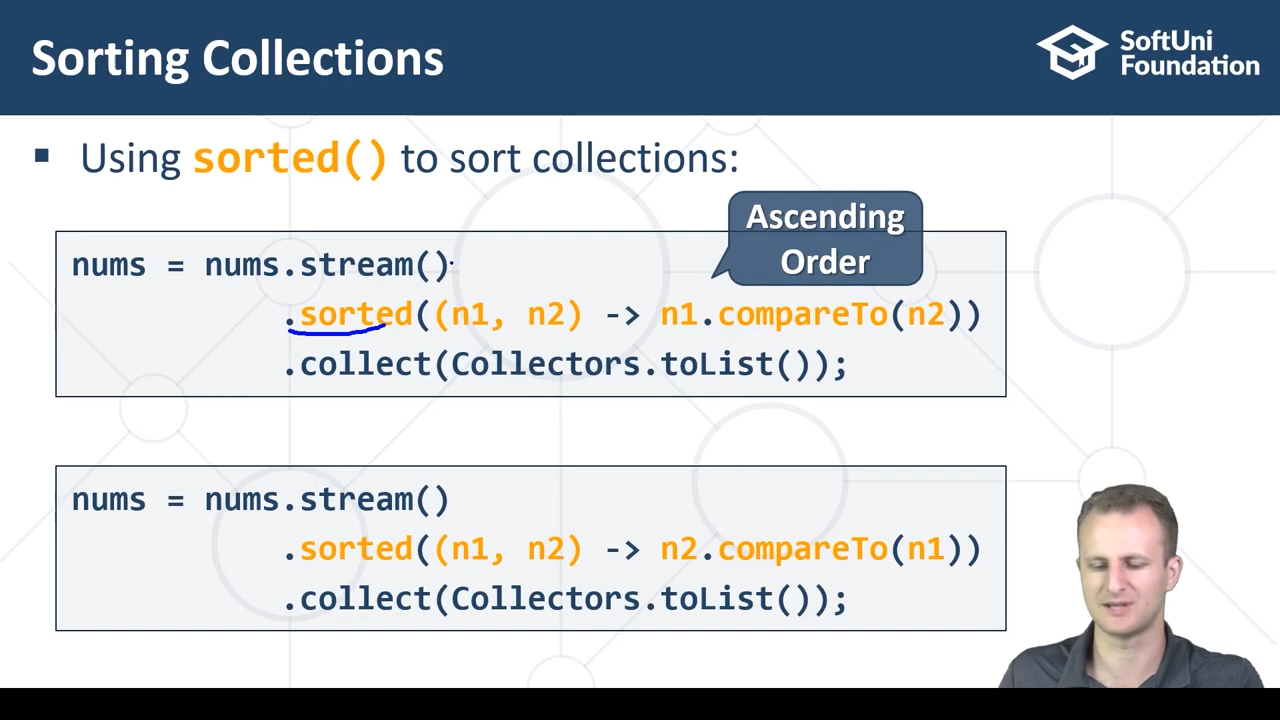 Sorting Collections
SoftUni
Foundation
▪ Using sorted() to sort collections:
Ascending
Order
nums = nums.stream()
.sorted((n1, n2) -> n1.compareTo(n2))
.collect(Collectors.toList());
nums = nums.stream()
.sorted((n1, n2) -> n2.compareTo(n1))
.collect(Collectors.toList());